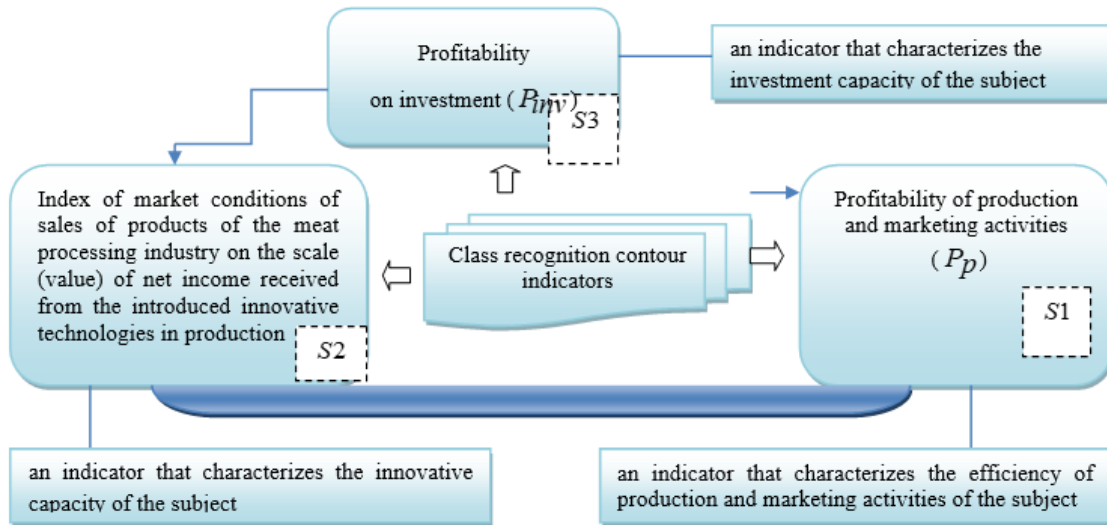 Profitability
on investment (Pinv)
S3
an indicator that characterizes the
investment capacity of the subject
Index of market conditions of
sales of products of the meat
processing industry on the scale
(value) of net income received
from the introduced innovative
technologies in production
S2
Class recognition contour
indicators
Profitability of production
and marketing activities
(Pp)
S1
an indicator that characterizes the innovative
capacity of the subject
an indicator that characterizes the efficiency of
production and marketing activities of the subject